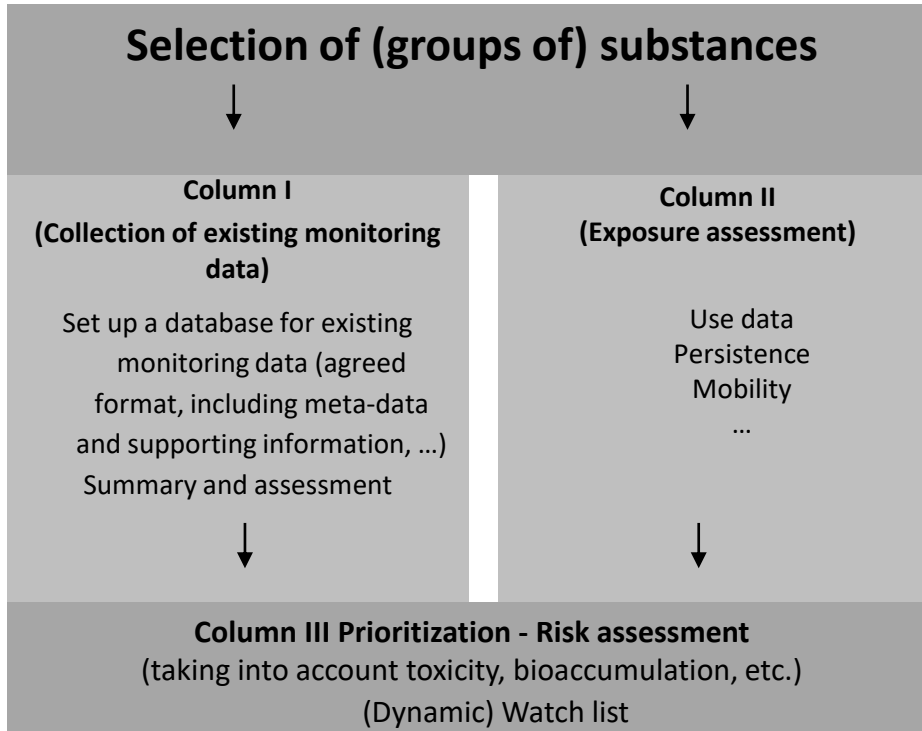 Selection of (groups of) substances
Column I
(Collection of existing monitoring
data)
Set up a database for existing
monitoring data (agreed
format, including meta-data
and supporting information, …)
Summary and assessment
Column II
(Exposure assessment)
Use data
Persistence
Mobility
…
Column III Prioritization - Risk assessment
(taking into account toxicity, bioaccumulation, etc.)
(Dynamic) Watch list